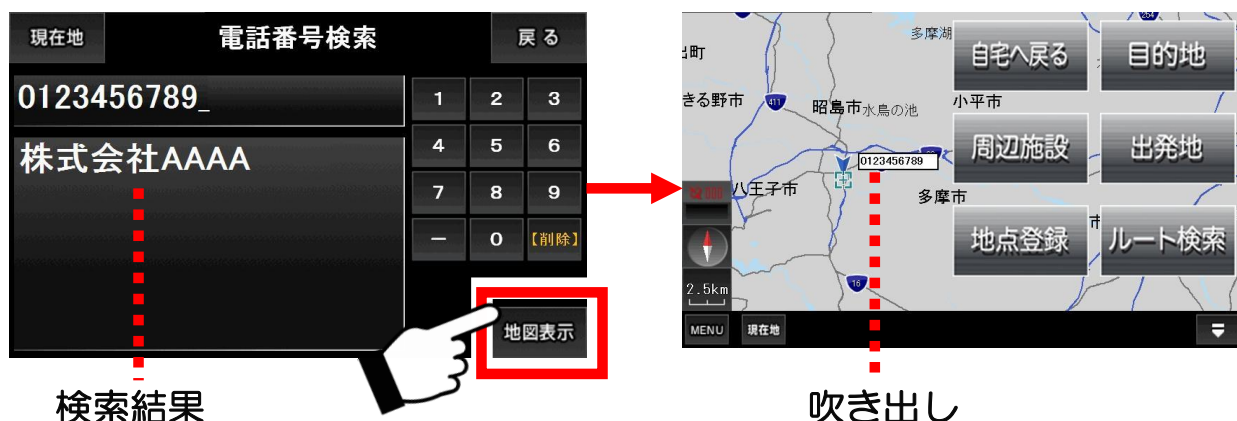 現在地
電話番号検索
戻る
0123456789_
株式会社AAAA
1 2 3
4 5 6
7 8 9
－ 0 【削除】
地図表示
検索結果
254
多摩湖
自宅へ戻る
目的地
きる野市
411
昭島市
水鳥の池
小平市
周辺施設
出発地
0123456789
八王子市
多摩市
地点登録
ルート検索
2.5km
16
MENU
現在地
吹き出し